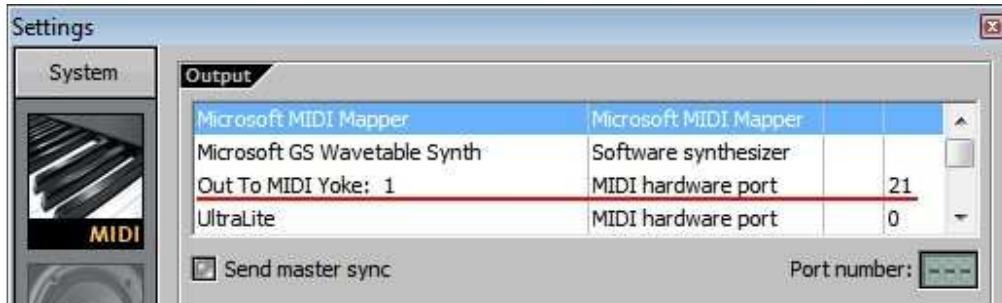 Settings
System
Output
Microsoft MIDI Mapper Microsoft MIDI Mapper
Microsoft GS Wavetable Synth Software synthesizer
Out To MIDI Yoke: 1 MIDI hardware port 21
UltraLite MIDI hardware port 0
MIDI
Send master sync Port number: ---